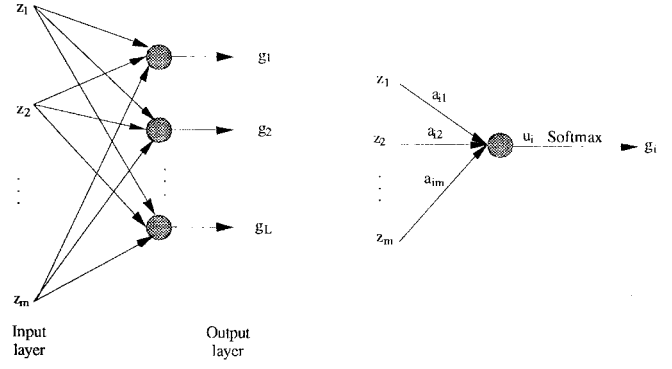 z1
z2
zm
g1
g2
gL
Input
layer
Output
layer
z1
z2
zm
ai1
ai2
aim
ui Softmax
gi